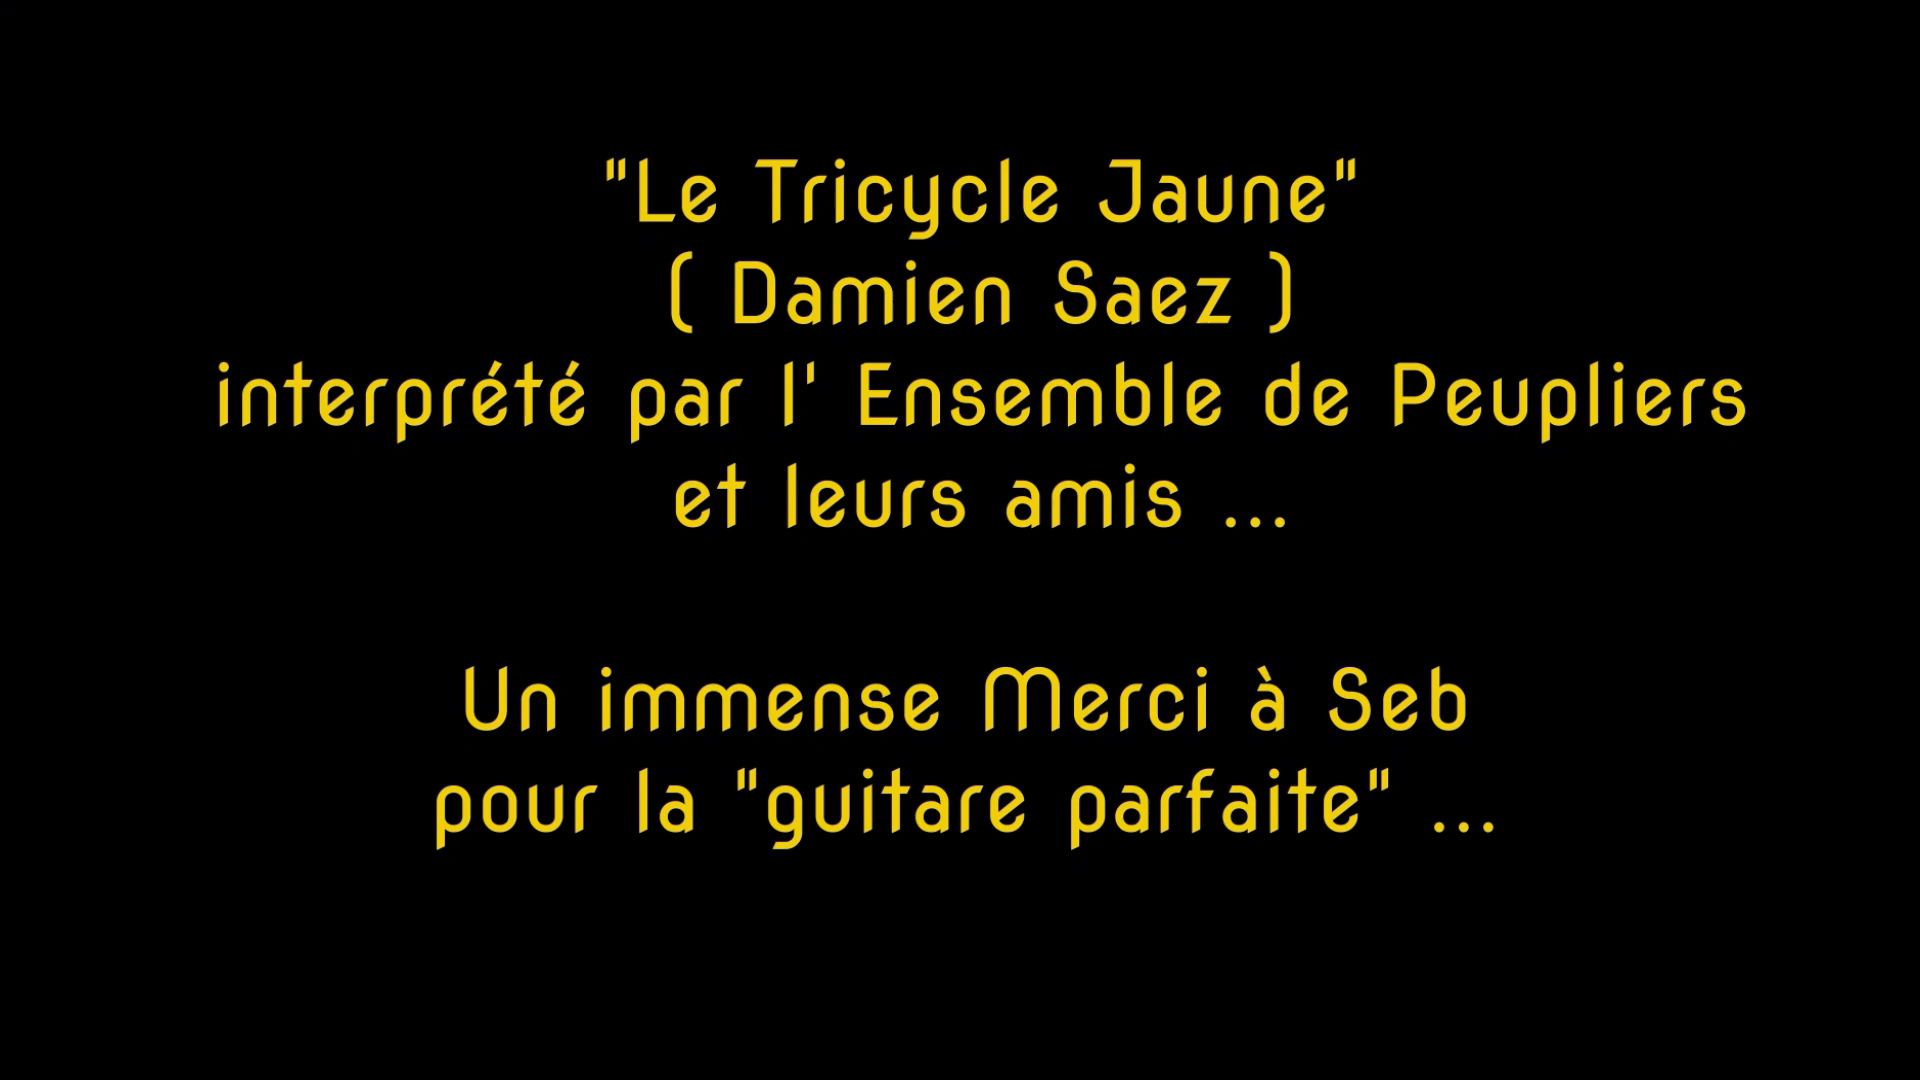 "Le Tricycle Jaune"
( Damien Saez )
interprété par l' Ensemble de Peupliers
et leurs amis ...
Un immense Merci à Seb
pour la "guitare parfaite" ...